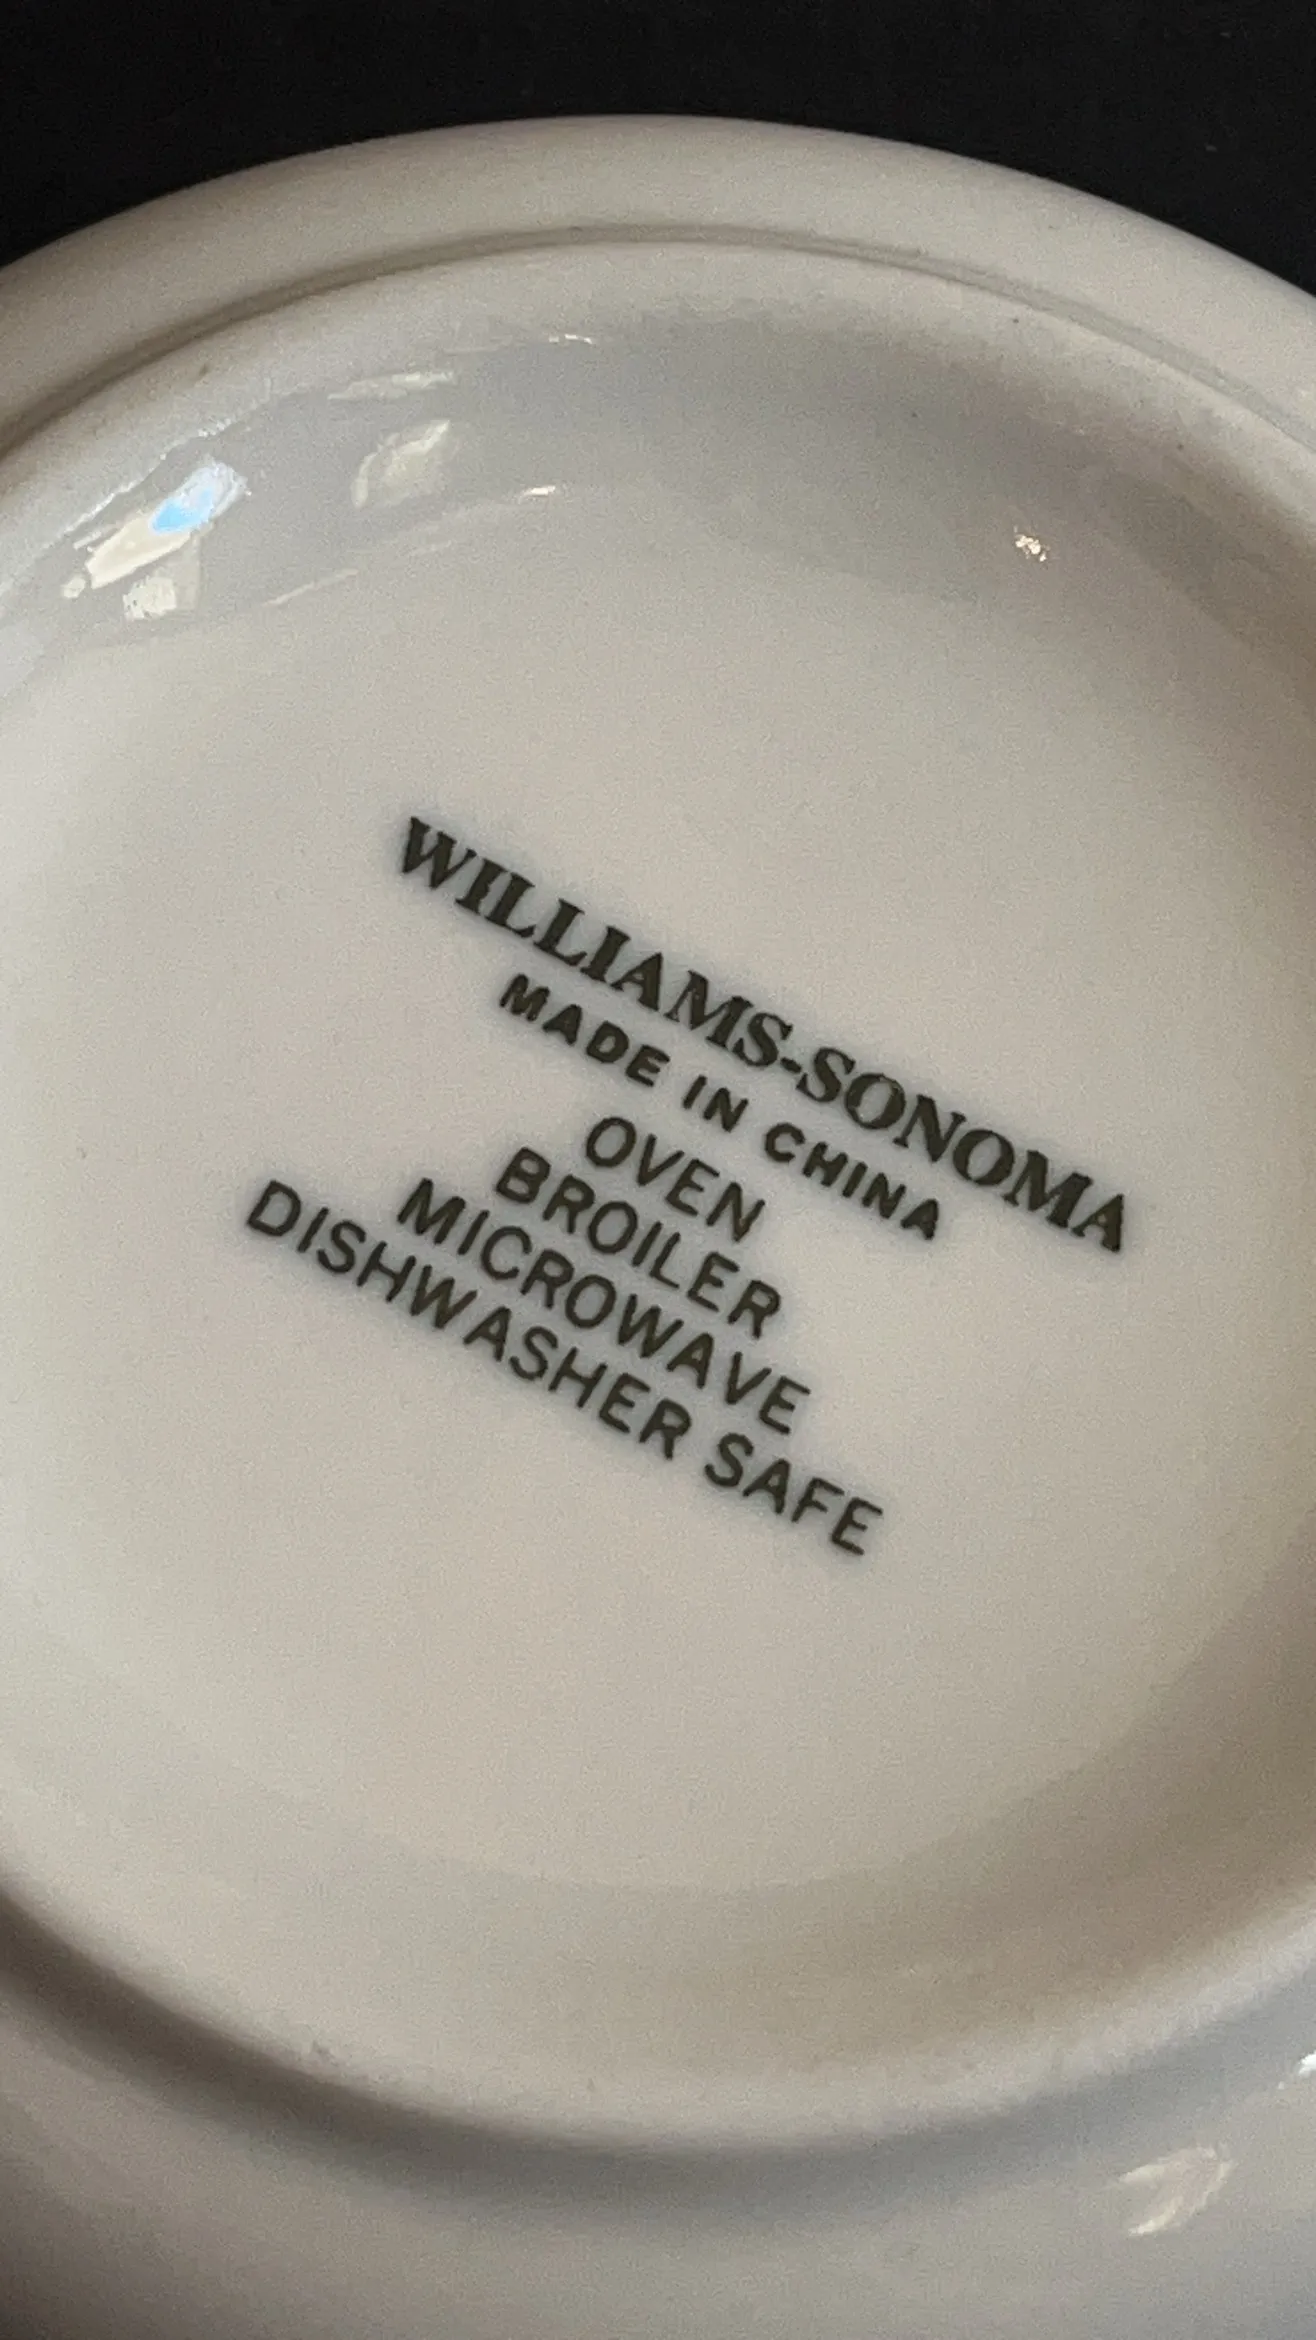 WILLIAMS-SONOMA
MADE IN CHINA
OVEN
BROILER
MICROWAVE
DISHWASHER SAFE